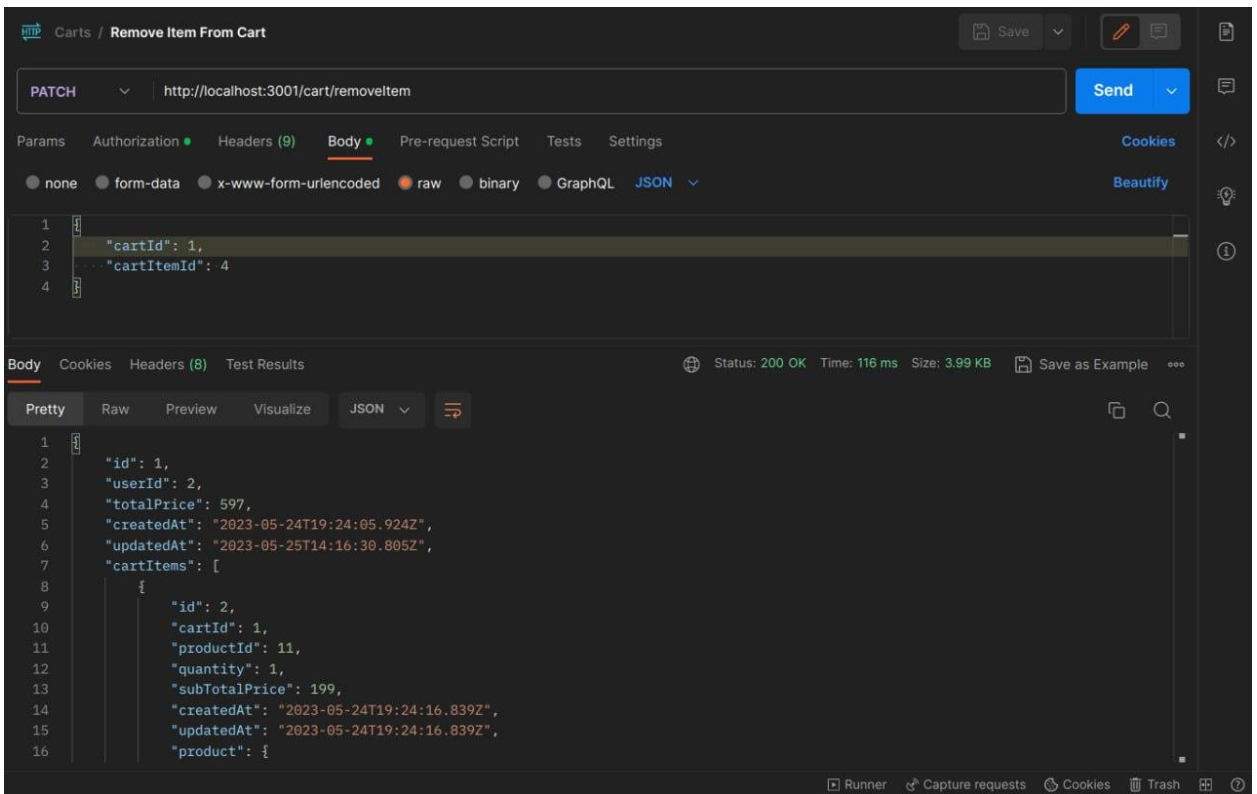 HTTP Carts / Remove Item From Cart Save
PATCH http://localhost:3001/cart/removeItem Send
Params Authorization Headers (9) Body Pre-request Script Tests Settings Cookies
none form-data x-www-form-urlencoded raw binary GraphQL JSON Beautify
1 {
2 "cartId": 1,
3 "cartItemId": 4
4 }
Body Cookies Headers (8) Test Results Status: 200 OK Time: 116 ms Size: 3.99 KB Save as Example
Pretty Raw Preview Visualize JSON
1 {
2 "id": 1,
3 "userId": 2,
4 "totalPrice": 597,
5 "createdAt": "2023-05-24T19:24:05.924Z",
6 "updatedAt": "2023-05-25T14:16:30.805Z",
7 "cartItems": [
8 {
9 "id": 2,
10 "cartId": 1,
11 "productId": 11,
12 "quantity": 1,
13 "subTotalPrice": 199,
14 "createdAt": "2023-05-24T19:24:16.839Z",
15 "updatedAt": "2023-05-24T19:24:16.839Z",
16 "product": {
Runner Capture requests Cookies Trash